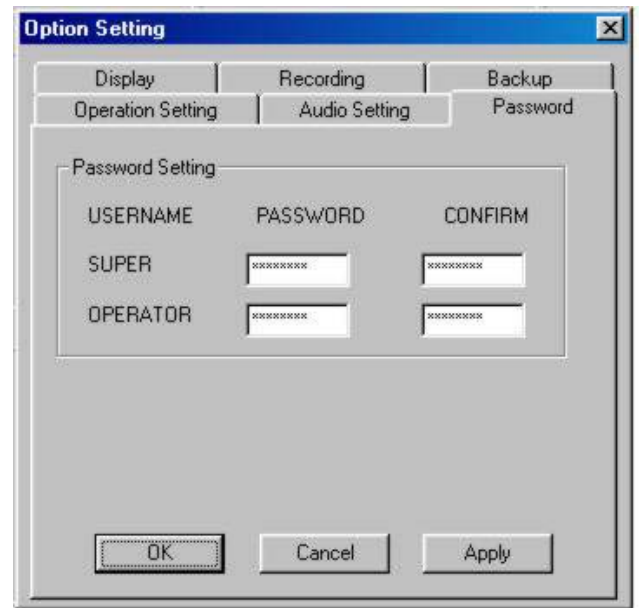 Option Setting
Display Recording Backup
Operation Setting Audio Setting Password
Password Setting
USERNAME PASSWORD CONFIRM
SUPER ******** ********
OPERATOR ******** ********
OK Cancel Apply